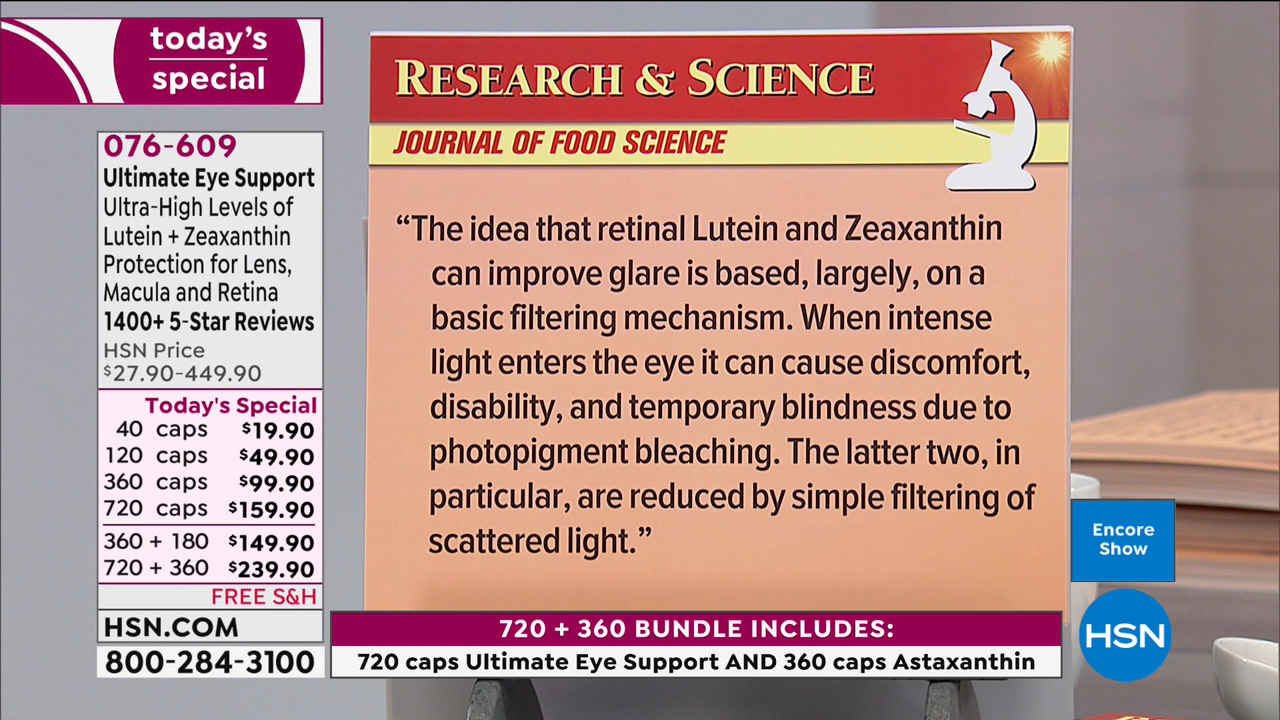 today's
special
076-609
Ultimate Eye Support
Ultra-High Levels of
Lutein + Zeaxanthin
Protection for Lens,
Macula and Retina
1400+ 5-Star Reviews
HSN Price
$27.90-449.90
Today's Special
40 caps $19.90
120 caps $49.90
360 caps $99.90
720 caps $159.90
360 + 180 $149.90
720 + 360 $239.90
FREE S&H
HSN.COM
800-284-3100
RESEARCH & SCIENCE
JOURNAL OF FOOD SCIENCE
“The idea that retinal Lutein and Zeaxanthin
can improve glare is based, largely, on a
basic filtering mechanism. When intense
light enters the eye it can cause discomfort,
disability, and temporary blindness due to
photopigment bleaching. The latter two, in
particular, are reduced by simple filtering of
scattered light.”
Encore
Show
HSN
720 + 360 BUNDLE INCLUDES:
720 caps Ultimate Eye Support AND 360 caps Astaxanthin